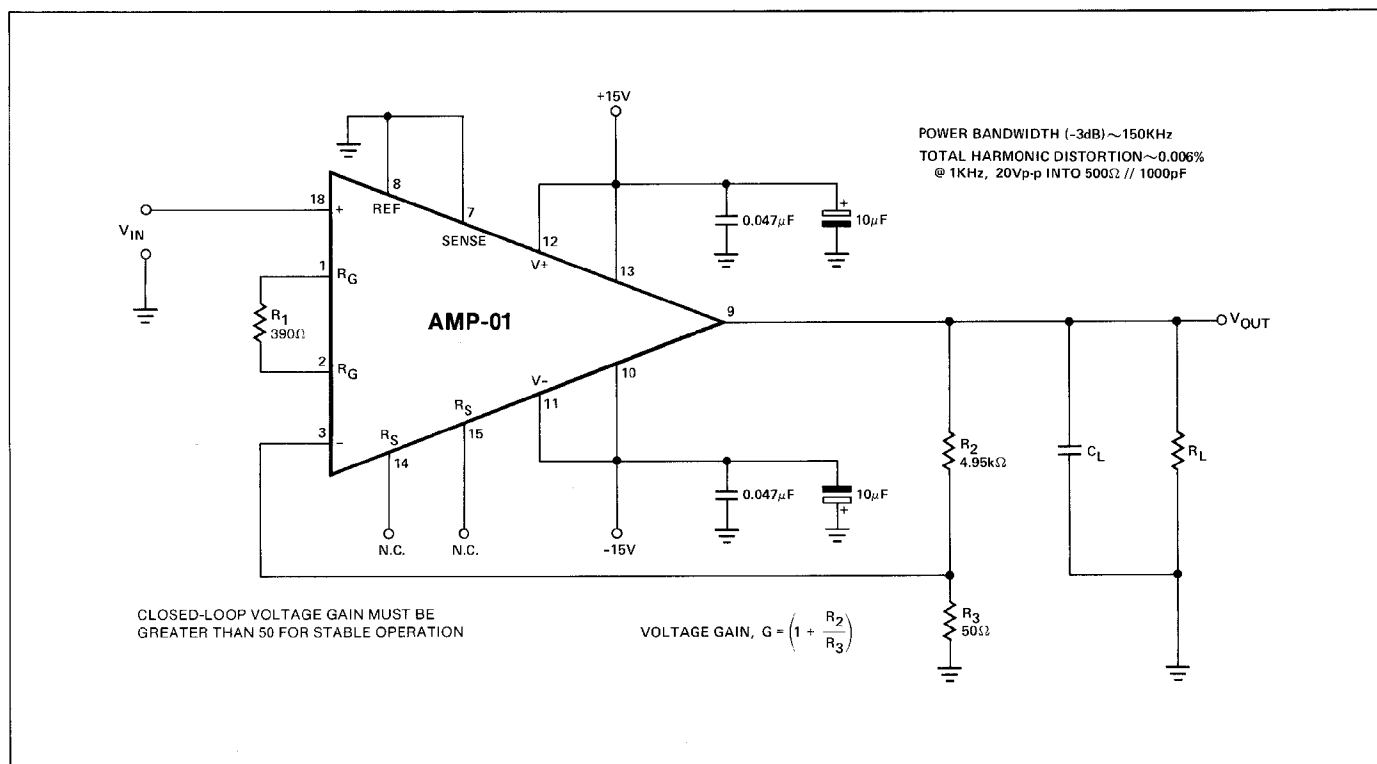 +15V
POWER BANDWIDTH (-3dB)~150KHz
TOTAL HARMONIC DISTORTION~0.006%
@ 1KHz, 20Vp-p INTO 500Ω // 1000pF
8
REF
7
SENSE
18
+
VIN
12
V+
0.047μF
+
10μF
13
1
RG
R1
390Ω
AMP-01
9
VOUT
2
RG
10
V-
11
RS
15
RS
14
3
-
R2
4.95kΩ
CL
RL
0.047μF
10μF
+
N.C.
N.C.
-15V
CLOSED-LOOP VOLTAGE GAIN MUST BE
GREATER THAN 50 FOR STABLE OPERATION
VOLTAGE GAIN, G = (1 + R2/R3)
R3
50Ω